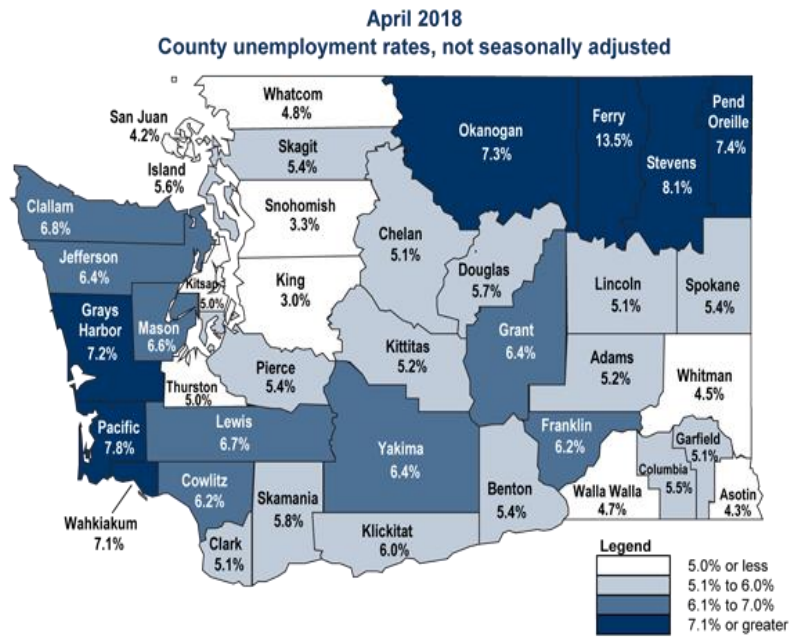 April 2018
County unemployment rates, not seasonally adjusted
Whatcom
4.8%
San Juan
4.2%
Skagit
5.4%
Island
5.6%
Okanogan
7.3%
Ferry
13.5%
Stevens
8.1%
Pend
Oreille
7.4%
Clallam
6.8%
Snohomish
3.3%
Chelan
5.1%
Jefferson
6.4%
Kitsap
5.0%
King
3.0%
Douglas
5.7%
Lincoln
5.1%
Spokane
5.4%
Grays
Harbor
7.2%
Mason
6.6%
Grant
6.4%
Kittitas
5.2%
Pierce
5.4%
Adams
5.2%
Whitman
4.5%
Thurston
5.0%
Pacific
7.8%
Lewis
6.7%
Yakima
6.4%
Franklin
6.2%
Garfield
5.1%
Columbia
5.5%
Cowlitz
6.2%
Skamania
5.8%
Benton
5.4%
Walla Walla
4.7%
Asotin
4.3%
Wahkiakum
7.1%
Clark
5.1%
Klickitat
6.0%
Legend
5.0% or less
5.1% to 6.0%
6.1% to 7.0%
7.1% or greater